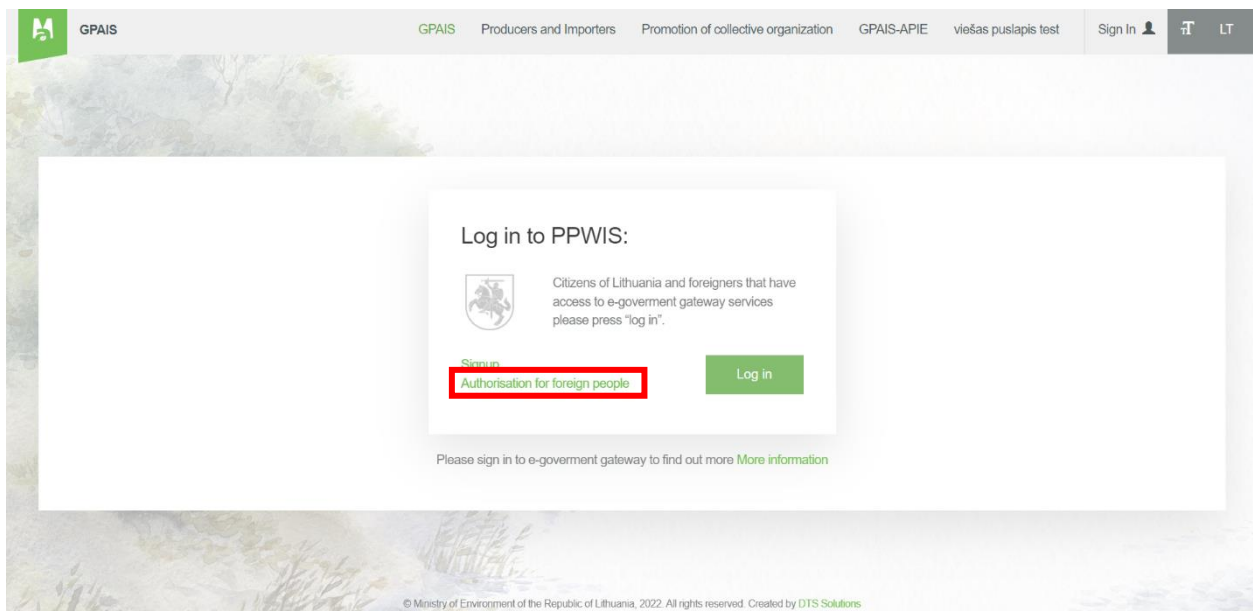 GPAIS
GPAIS Producers and Importers Promotion of collective organization GPAIS-APIE viešas puslapis test Sign In T LT
Log in to PPWIS:
Citizens of Lithuania and foreigners that have
access to e-goverment gateway services
please press "log in".
Signup
Authorisation for foreign people
Log in
Please sign in to e-goverment gateway to find out more More information
© Ministry of Environment of the Republic of Lithuania, 2022. All rights reserved. Created by DTS Solutions